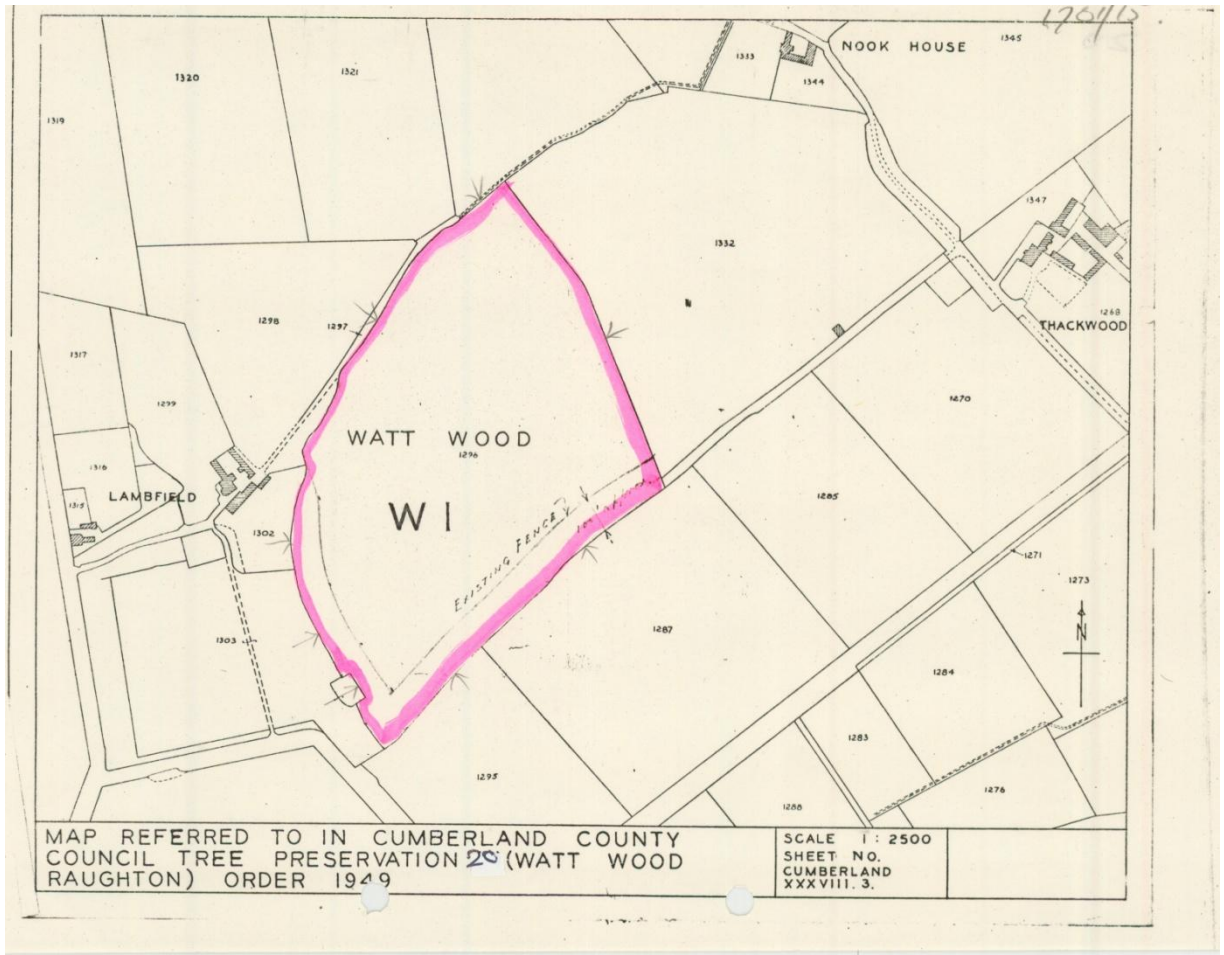 NOOK HOUSE
1345
1320
1321
1333
1344
1319
1347
1332
1298
1297
1268
THACKWOOD
1317
1299
1270
WATT WOOD
1296
1316
LAMBFIELD
1315
W1
1285
1302
EXISTING FENCE
1271
1273
1303
1287
N
1284
1283
1295
1276
1288
MAP REFERRED TO IN CUMBERLAND COUNTY
COUNCIL TREE PRESERVATION 20 (WATT WOOD
RAUGHTON) ORDER 1949
SCALE 1 : 2500
SHEET NO.
CUMBERLAND
XXXVIII. 3.